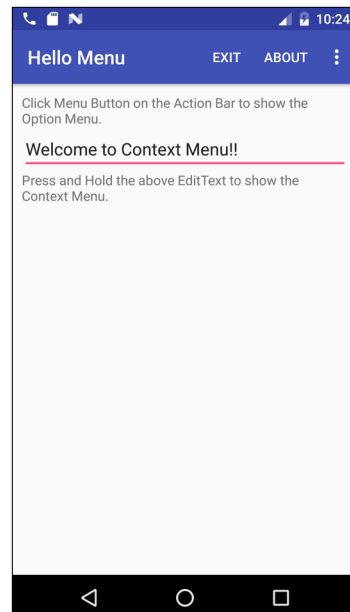 10:24
Hello Menu EXIT ABOUT
Click Menu Button on the Action Bar to show the
Option Menu.
Welcome to Context Menu!!
Press and Hold the above EditText to show the
Context Menu.